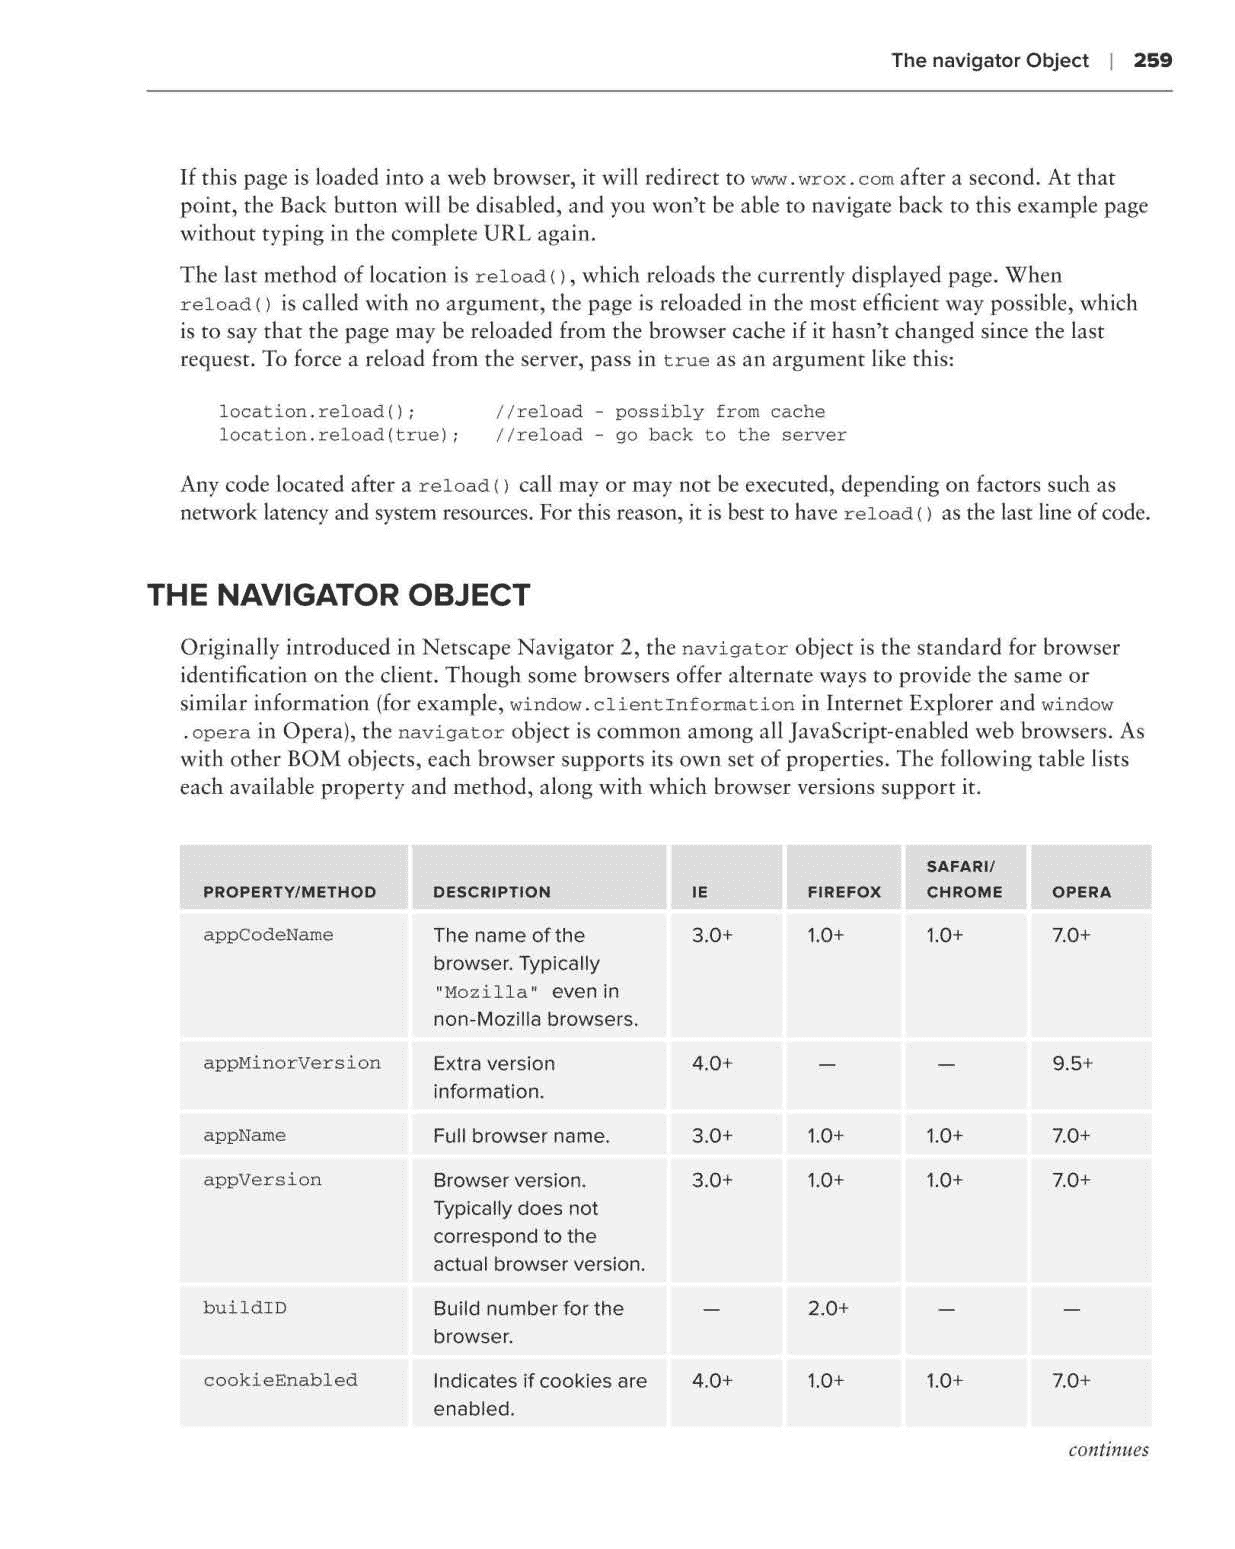 The navigator Object | 259
If this page is loaded into a web browser, it will redirect to www.wrox.com after a second. At that
point, the Back button will be disabled, and you won't be able to navigate back to this example page
without typing in the complete URL again.
The last method of location is reload(), which reloads the currently displayed page. When
reload() is called with no argument, the page is reloaded in the most efficient way possible, which
is to say that the page may be reloaded from the browser cache if it hasn't changed since the last
request. To force a reload from the server, pass in true as an argument like this:
location.reload(); //reload - possibly from cache
location.reload(true); //reload - go back to the server
Any code located after a reload() call may or may not be executed, depending on factors such as
network latency and system resources. For this reason, it is best to have reload() as the last line of code.
THE NAVIGATOR OBJECT
Originally introduced in Netscape Navigator 2, the navigator object is the standard for browser
identification on the client. Though some browsers offer alternate ways to provide the same or
similar information (for example, window.clientInformation in Internet Explorer and window
.opera in Opera), the navigator object is common among all JavaScript-enabled web browsers. As
with other BOM objects, each browser supports its own set of properties. The following table lists
each available property and method, along with which browser versions support it.
SAFARI/
PROPERTY/METHOD DESCRIPTION IE FIREFOX CHROME OPERA
appCodeName The name of the 3.0+ 1.0+ 1.0+ 7.0+
browser. Typically
"Mozilla" even in
non-Mozilla browsers.
appMinorVersion Extra version 4.0+ — — 9.5+
information.
appName Full browser name. 3.0+ 1.0+ 1.0+ 7.0+
appVersion Browser version. 3.0+ 1.0+ 1.0+ 7.0+
Typically does not
correspond to the
actual browser version.
buildID Build number for the — 2.0+ — —
browser.
cookieEnabled Indicates if cookies are 4.0+ 1.0+ 1.0+ 7.0+
enabled.
continues